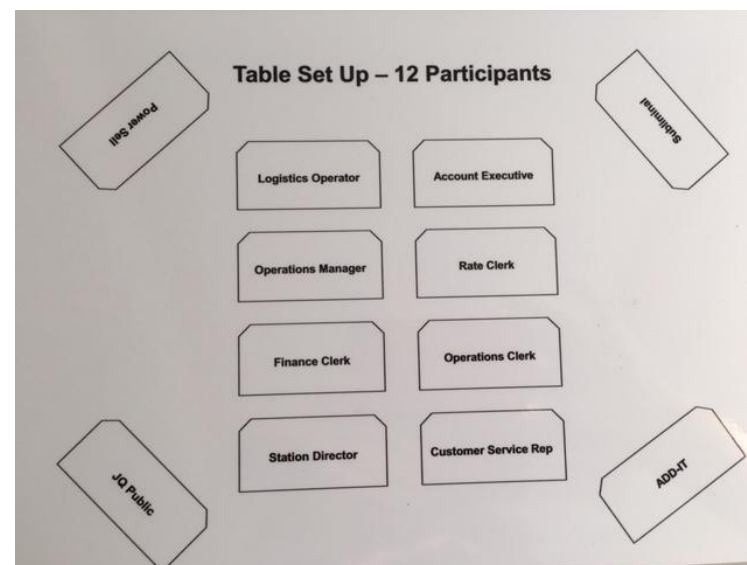 Table Set Up – 12 Participants
Power Sell
Subliminal
Logistics Operator
Account Executive
Operations Manager
Rate Clerk
Finance Clerk
Operations Clerk
Station Director
Customer Service Rep
JQ Public
ADD-IT